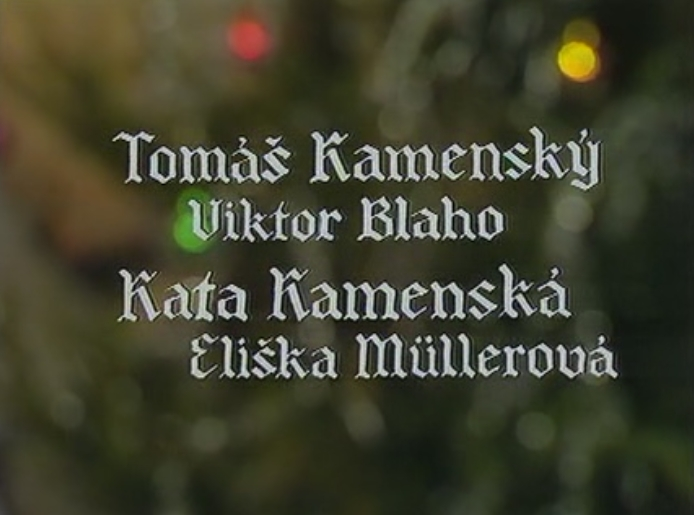 Tomáš Kamenský
Viktor Blaho
Kata Kamenská
Eliška Müllerová